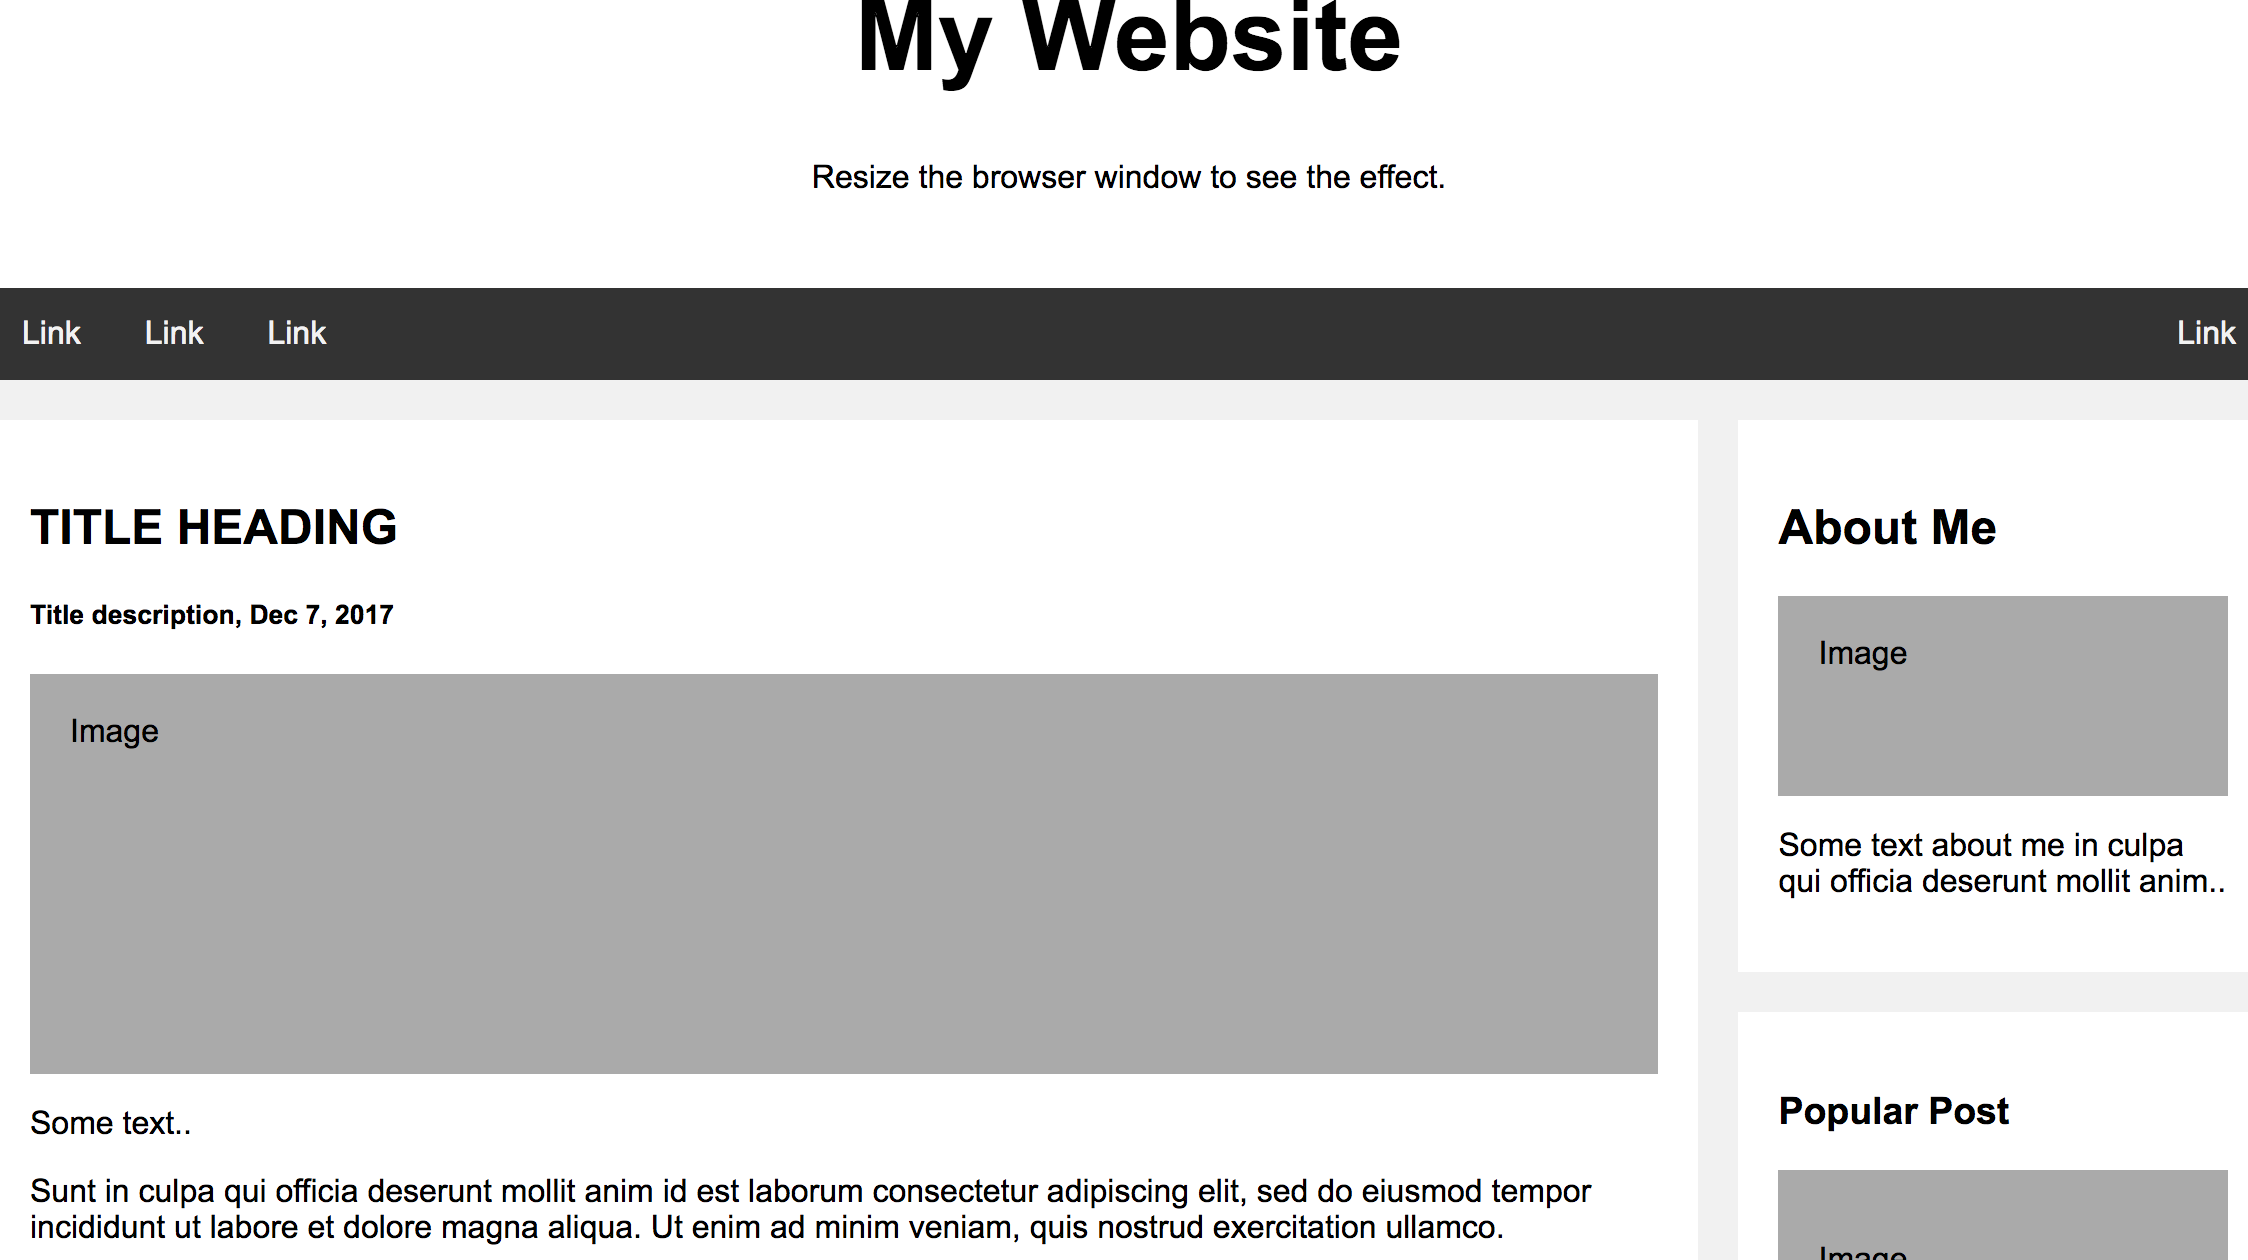 My Website
Resize the browser window to see the effect.
Link Link Link Link
TITLE HEADING
Title description, Dec 7, 2017
Image
Some text..
Sunt in culpa qui officia deserunt mollit anim id est laborum consectetur adipiscing elit, sed do eiusmod tempor
incididunt ut labore et dolore magna aliqua. Ut enim ad minim veniam, quis nostrud exercitation ullamco.
About Me
Image
Some text about me in culpa
qui officia deserunt mollit anim..
Popular Post
Image